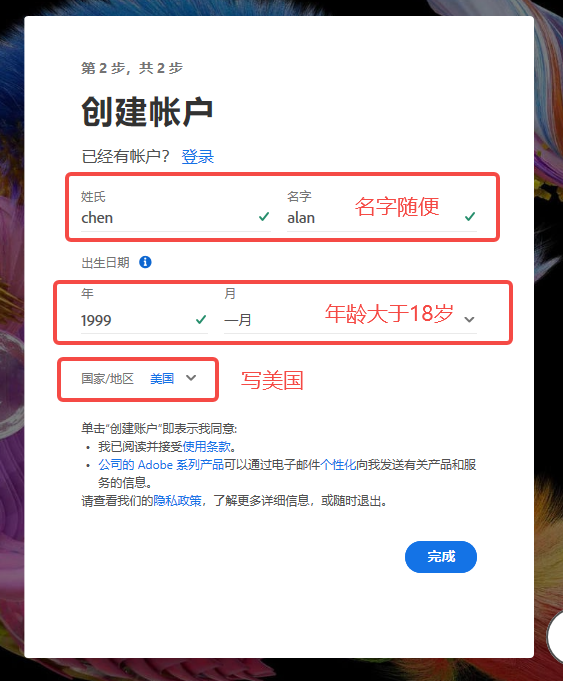 第 2 步，共 2 步
创建帐户
已经有帐户？ 登录
姓氏 名字
chen alan 名字随便
出生日期
年 月
1999 一月 年龄大于18岁
国家/地区 美国 写美国
单击“创建账户”即表示我同意:
• 我已阅读并接受使用条款。
• 公司的 Adobe 系列产品可以通过电子邮件个性化向我发送有关产品和服
务的信息。
请查看我们的隐私政策，了解更多详细信息，或随时退出。
完成